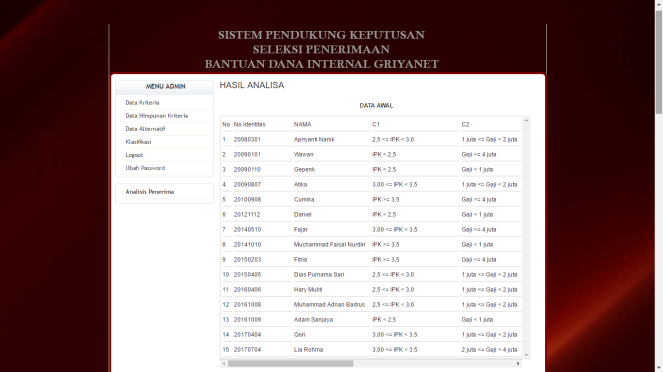 SISTEM PENDUKUNG KEPUTUSAN
SELEKSI PENERIMAAN
BANTUAN DANA INTERNAL GRIYANET
MENU ADMIN
Data Kriteria
Data Himpunan Kriteria
Data Alternatif
Klasifikasi
Logout
Ubah Password
Analisis Penerima
HASIL ANALISA
DATA AWAL
No No Identitas NAMA C1 C2
1 20080301 Apriyanti Nanik 2,5 <= IPK < 3,0 1 juta <= Gaji < 2 juta
2 20090101 Wawan IPK < 2,5 Gaji >= 4 juta
3 20090110 Gepenk IPK < 2,5 Gaji < 1 juta
4 20090807 Atika 3,00 <= IPK < 3,5 1 juta <= Gaji < 2 juta
5 20100908 Cumika IPK >= 3,5 Gaji >= 4 juta
6 20121112 Daniel IPK < 2,5 Gaji < 1 juta
7 20140510 Fajar 3,00 <= IPK < 3,5 Gaji >= 4 juta
8 20141010 Muchammad Faisal Nurdin IPK >= 3,5 Gaji < 1 juta
9 20150203 Fitria IPK >= 3,5 Gaji >= 4 juta
10 20150405 Dias Purnama Sari 2,5 <= IPK < 3,0 1 juta <= Gaji < 2 juta
11 20160406 Hary Mukti 2,5 <= IPK < 3,0 1 juta <= Gaji < 2 juta
12 20161008 Muhammad Adnan Badrus 2,5 <= IPK < 3,0 1 juta <= Gaji < 2 juta
13 20161009 Adam Sanjaya IPK < 2,5 Gaji < 1 juta
14 20170404 Qori 3,00 <= IPK < 3,5 1 juta <= Gaji < 2 juta
15 20170704 Lia Rohma 3,00 <= IPK < 3,5 2 juta <= Gaji < 4 juta